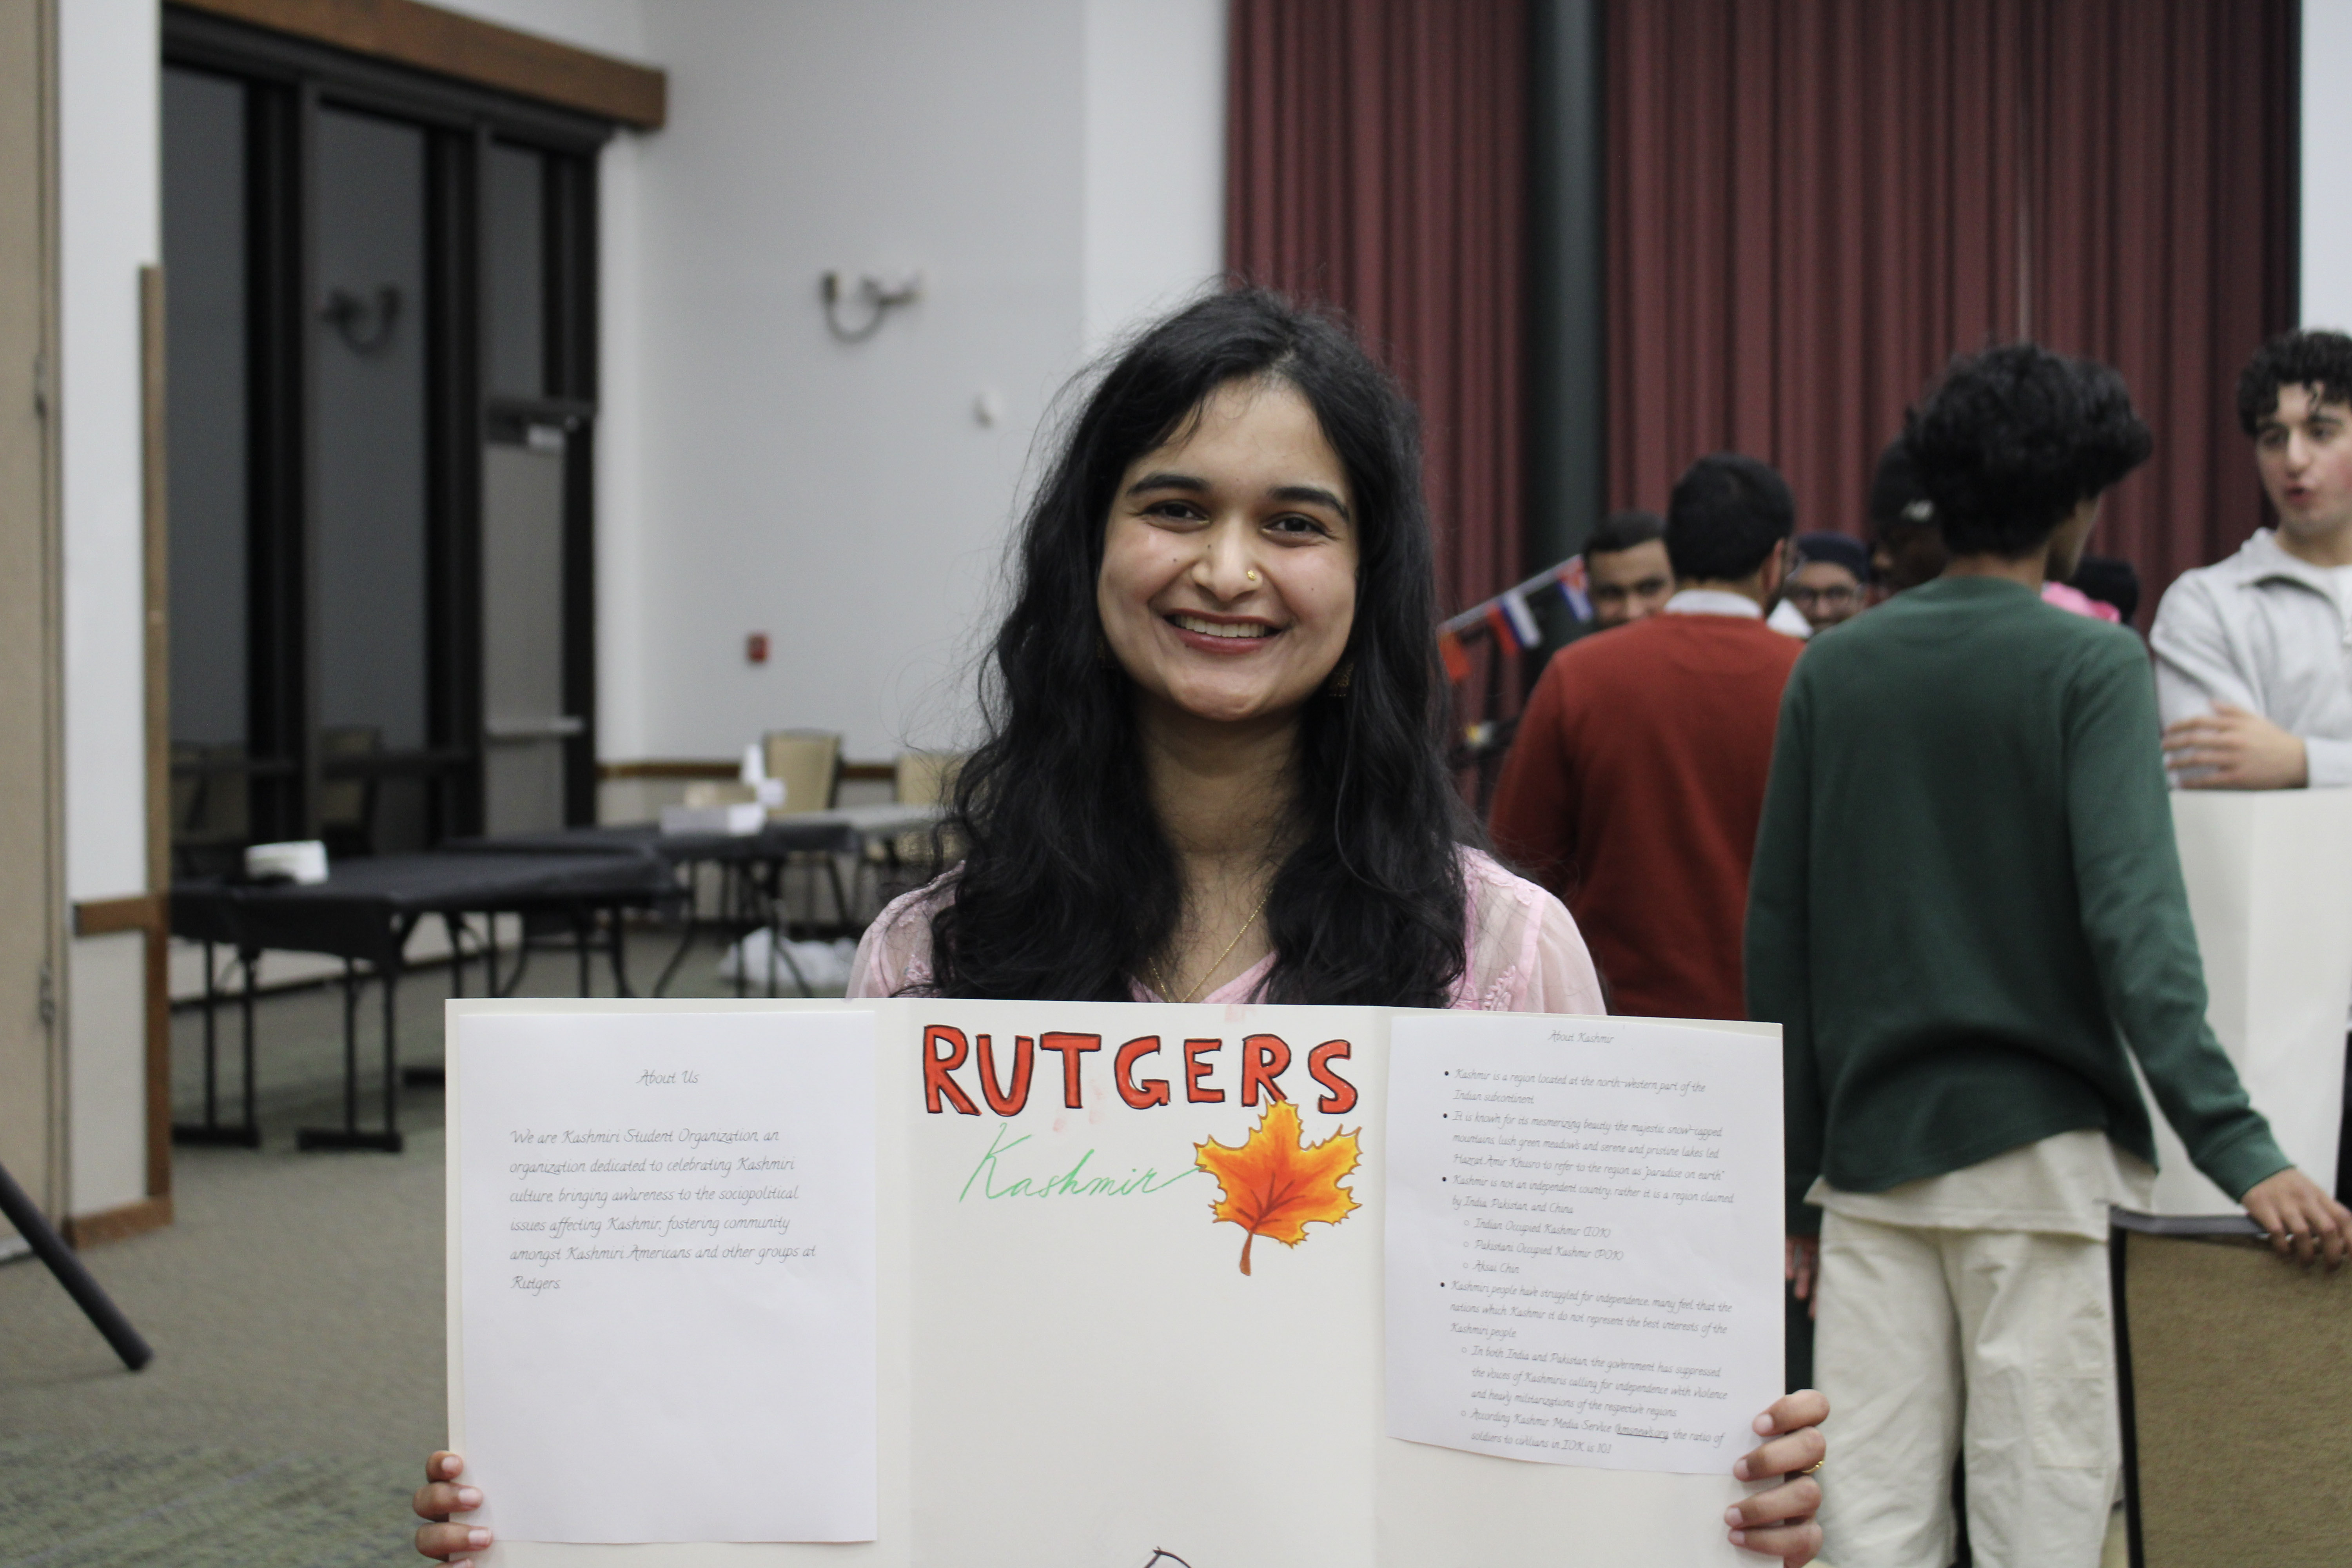 About Us
We are Kashmiri Student Organization, an
organization dedicated to celebrating Kashmiri
culture, bringing awareness to the sociopolitical
issues affecting Kashmir, fostering community
amongst Kashmiri Americans and other groups at
Rutgers.
RUTGERS
Kashmir
About Kashmir
Kashmir is a region located at the north-western part of the
Indian subcontinent
It is known for its mesmerizing beauty: the majestic snow-capped
mountains, lush green meadows and serene and pristine lakes led
Hazrat Amir Khusro to refer to the region as "paradise on earth"
Kashmir is not an independent country; rather it is a region claimed
by India, Pakistan, and China
Indian Occupied Kashmir (IOK)
Pakistani Occupied Kashmir (POK)
Aksai Chin
Kashmiri people have struggled for independence; many feel that the
nations which Kashmir is do not represent the best interests of the
Kashmiri people
In both India and Pakistan, the government has suppressed
the voices of Kashmiris calling for independence with violence
and heavy militarizations of the respective regions
According Kashmir Media Service the ratio of
soldiers to civilians in IOK is 10:1